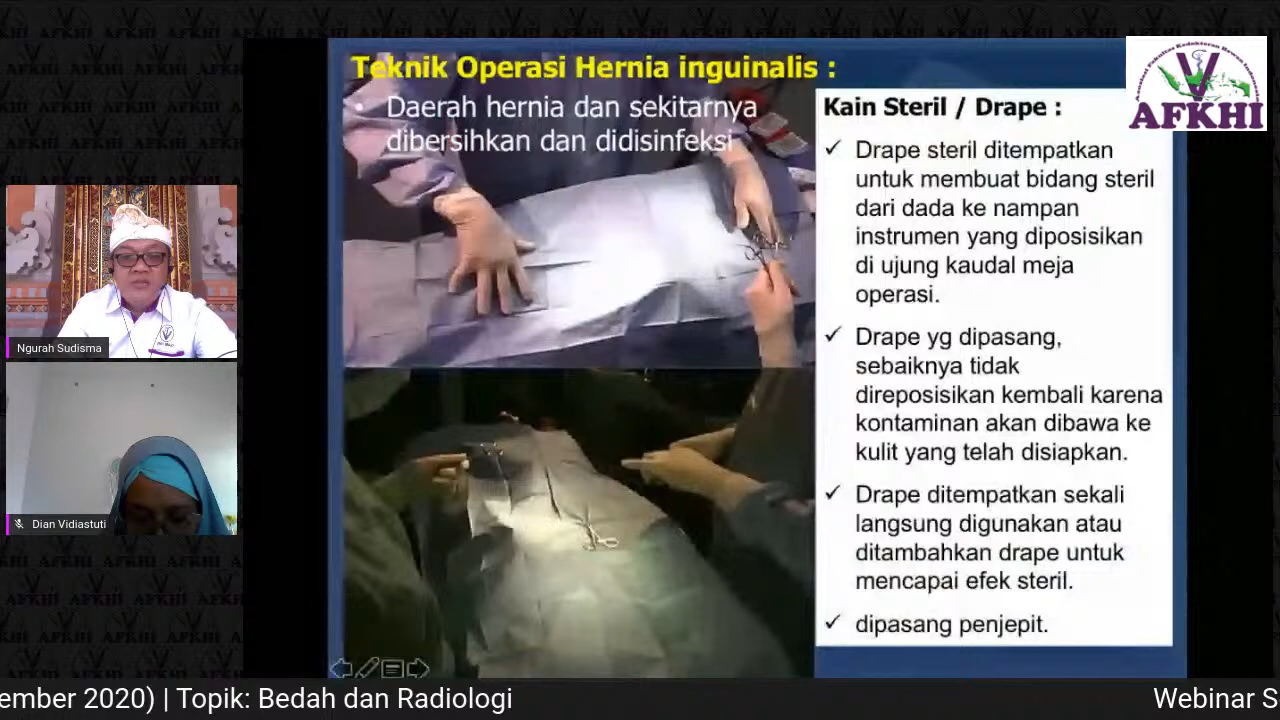 Teknik Operasi Hernia inguinalis :
• Daerah hernia dan sekitarnya
dibersihkan dan didisinfeksi
Kain Steril / Drape :
✓ Drape steril ditempatkan
untuk membuat bidang steril
dari dada ke nampan
instrumen yang diposisikan
di ujung kaudal meja
operasi.
✓ Drape yg dipasang,
sebaiknya tidak
direposisikan kembali karena
kontaminan akan dibawa ke
kulit yang telah disiapkan.
✓ Drape ditempatkan sekali
langsung digunakan atau
ditambahkan drape untuk
mencapai efek steril.
✓ dipasang penjepit.
AFKHI
Ngurah Sudisma
Dian Vidiastuti
ember 2020) | Topik: Bedah dan Radiologi
Webinar S